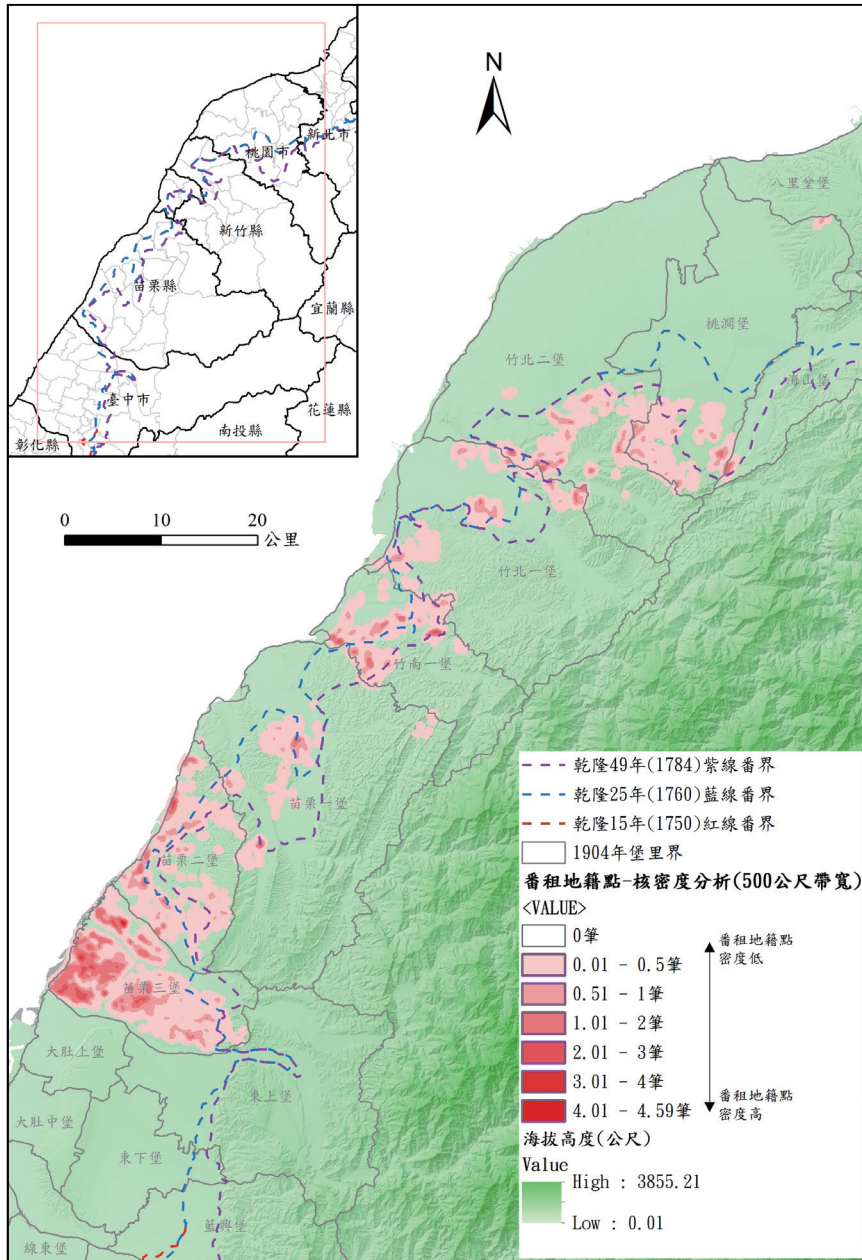 新北市
桃園市
新竹縣
苗栗縣
宜蘭縣
臺中市
花蓮縣
南投縣
彰化縣
N
0 10 20
公里
八里坌堡
桃澗堡
竹北二堡
海山堡
竹北一堡
竹南一堡
苗栗一堡
苗栗二堡
苗栗三堡
大肚上堡
大肚中堡
東上堡
東下堡
藍興堡
線東堡
乾隆49年(1784)紫線番界
乾隆25年(1760)藍線番界
乾隆15年(1750)紅線番界
1904年堡里界
番租地籍點-核密度分析(500公尺帶寬)
<VALUE>
0筆
0.01 - 0.5筆
0.51 - 1筆
1.01 - 2筆
2.01 - 3筆
3.01 - 4筆
4.01 - 4.59筆
番租地籍點
密度低
番租地籍點
密度高
海拔高度(公尺)
Value
High : 3855.21
Low : 0.01